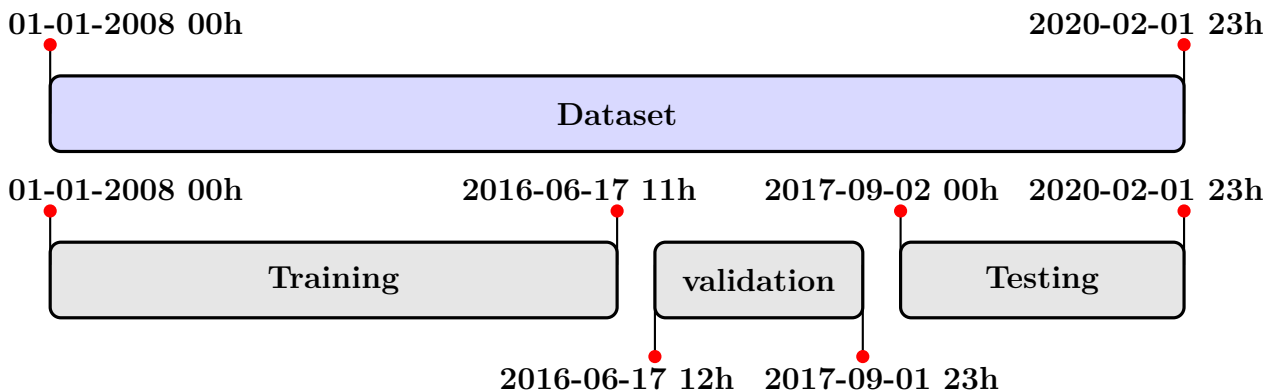 01-01-2008 00h 2020-02-01 23h
Dataset
01-01-2008 00h 2016-06-17 11h 2017-09-02 00h 2020-02-01 23h
Training validation Testing
2016-06-17 12h 2017-09-01 23h